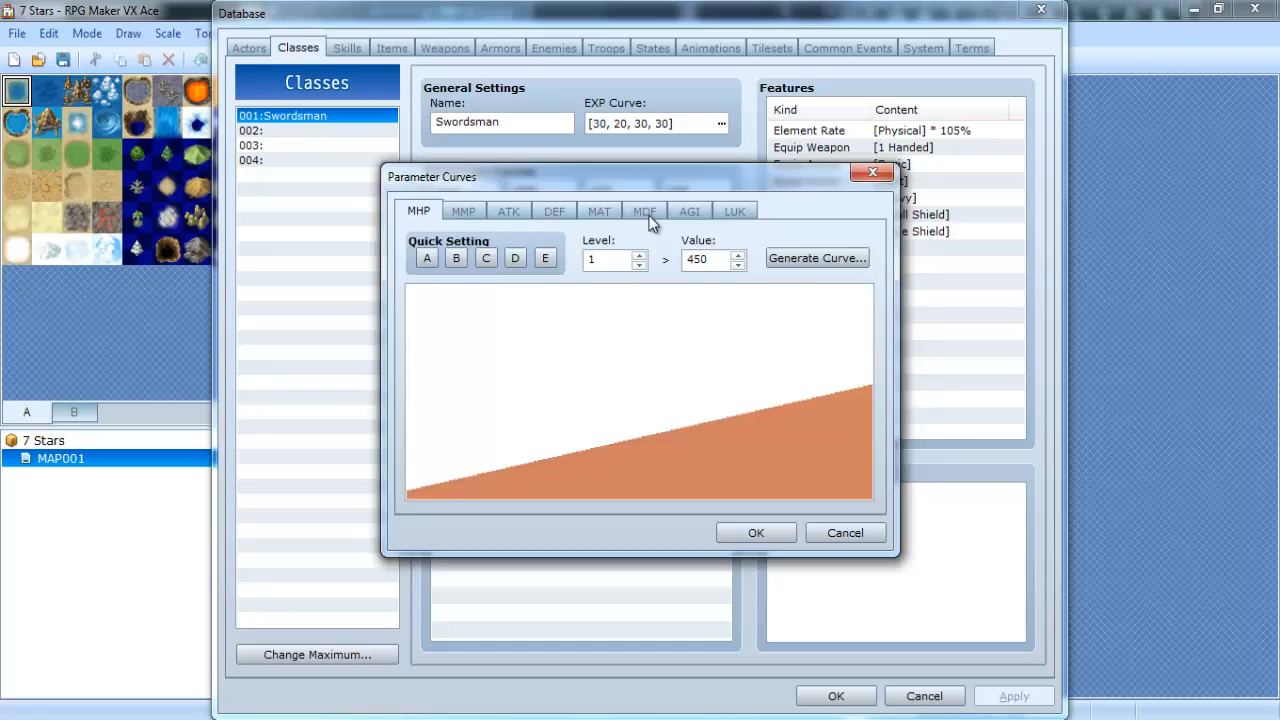 7 Stars - RPG Maker VX Ace
File Edit Mode Draw Scale
Database
Actors Classes Skills Items Weapons Armors Enemies Troops States Animations Tilesets Common Events System Terms
Classes
001:Swordsman
002:
003:
004:
Change Maximum...
General Settings
Name:
Swordsman
EXP Curve:
[30, 20, 30, 30] ...
Features
Kind Content
Element Rate [Physical] * 105%
Equip Weapon [1 Handed]
Shield]
Shield]
Parameter Curves
MHP MMP ATK DEF MAT MDF AGI LUK
Quick Setting
A B C D E
Level:
1
>
Value:
450
Generate Curve...
OK Cancel
A B
7 Stars
MAP001
OK Cancel Apply